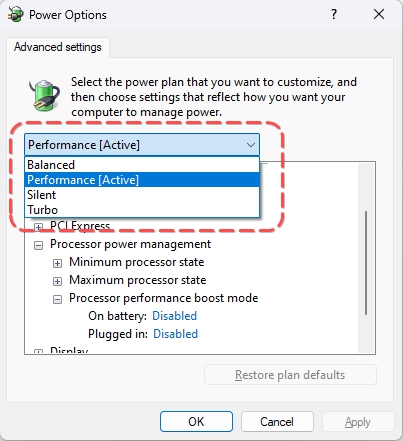 Power Options
Advanced settings
Select the power plan that you want to customize, and
then choose settings that reflect how you want your
computer to manage power.
Performance [Active]
Balanced
Performance [Active]
Silent
Turbo
PCI Express
Processor power management
Minimum processor state
Maximum processor state
Processor performance boost mode
On battery: Disabled
Plugged in: Disabled
Display
Restore plan defaults
OK
Cancel
Apply